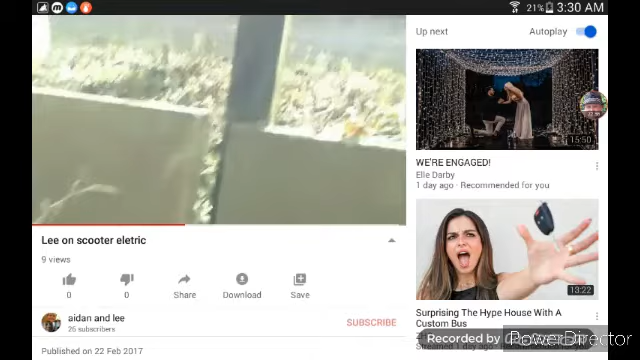 21% 3:30 AM
Up next Autoplay
15:50
WE'RE ENGAGED!
Elle Darby
1 day ago · Recommended for you
Lee on scooter eletric
9 views
0 0 Share Download Save
aidan and lee
26 subscribers
SUBSCRIBE
Published on 22 Feb 2017
13:22
Surprising The Hype House With A
Custom Bus
Recorded by
PowerDirector